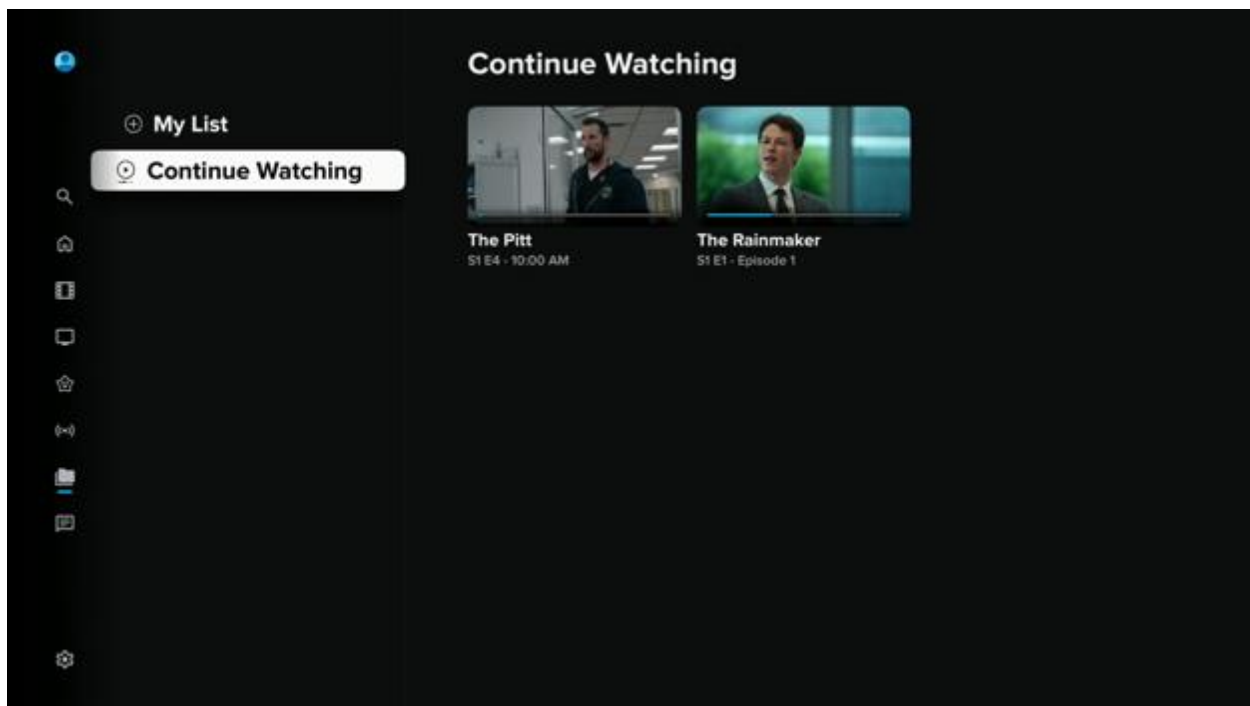 Continue Watching
My List
Continue Watching
The Pitt
S1 E4 - 10:00 AM
The Rainmaker
S1 E1 - Episode 1